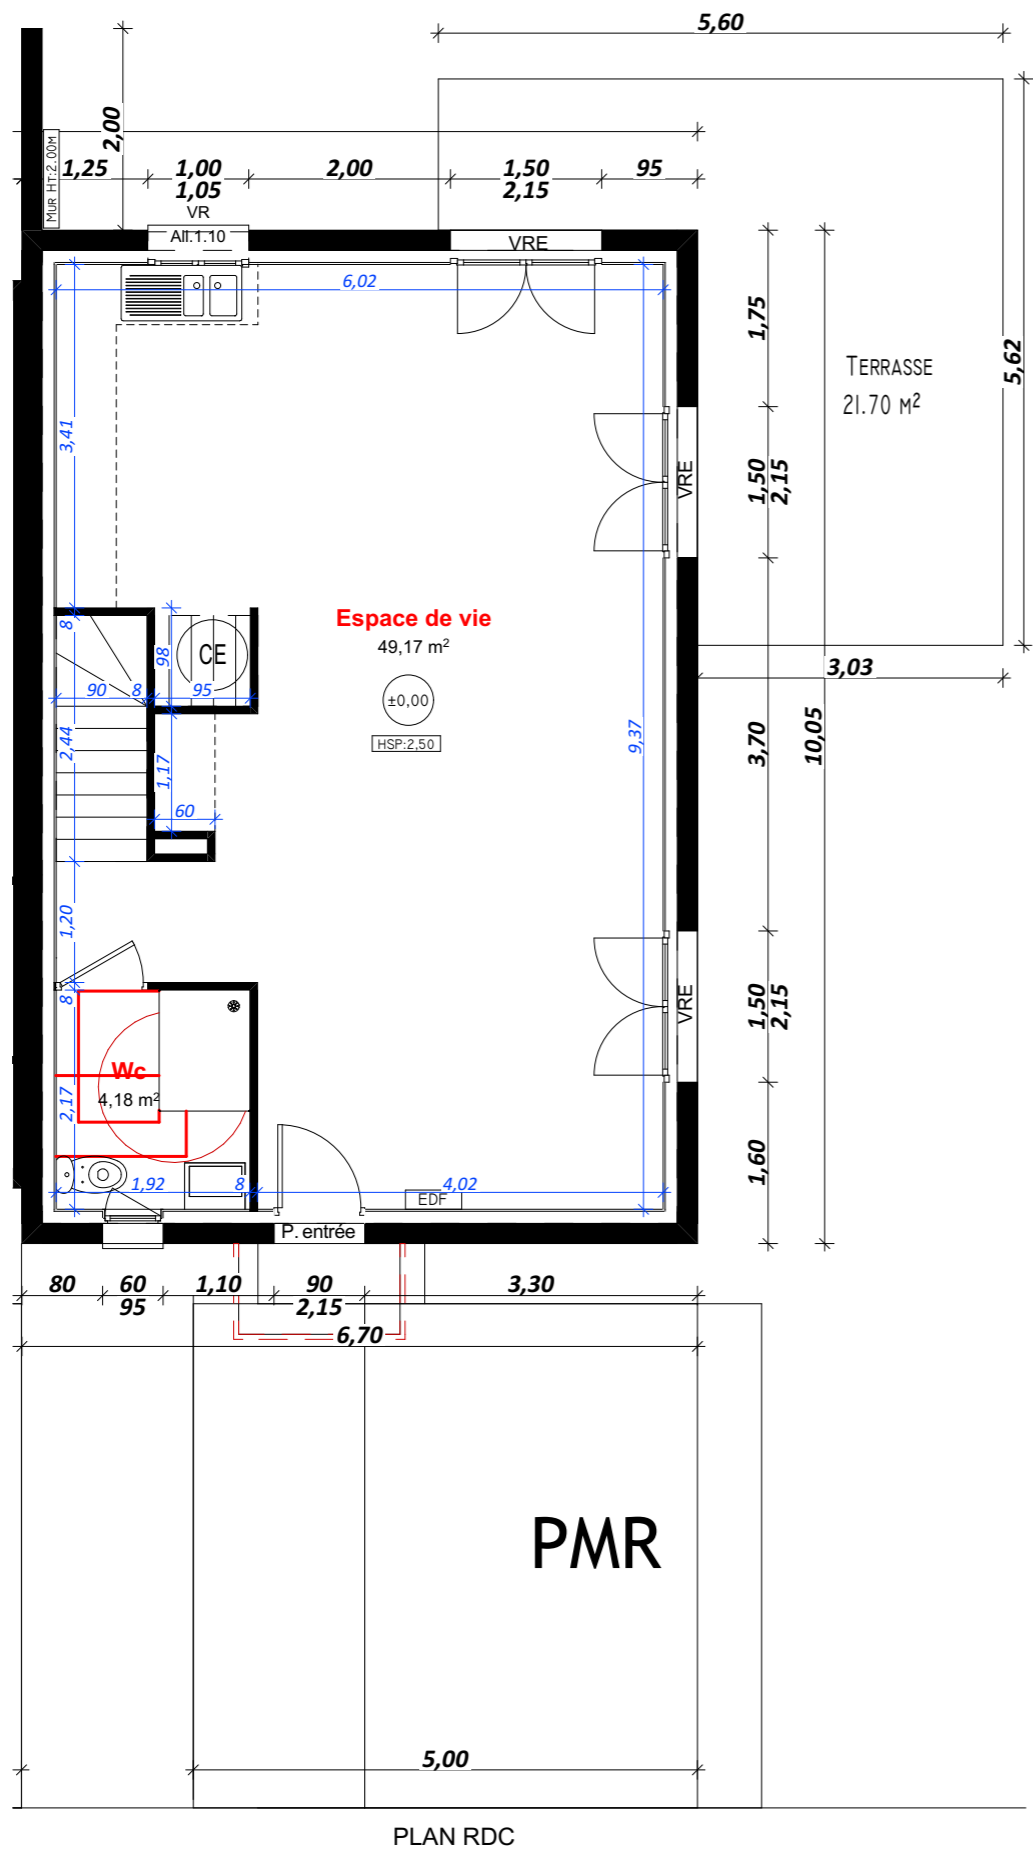 5,60
2,00
MUR HT:2.00M
1,25
1,00
2,00
1,50
95
1,05
2,15
VR
All.1.10
VRE
6,02
1,75
TERRASSE
21.70 M²
5,62
3,41
1,50
2,15
VRE
Espace de vie
49,17 m²
8
98
CE
3,03
90
8
95
±0,00
HSP:2,50
2,44
1,17
9,37
3,70
10,05
60
1,20
8
1,50
2,15
VRE
Wc
4,18 m²
2,17
1,60
1,92
8
EDF
4,02
P. entrée
80
60
1,10
90
3,30
95
2,15
6,70
PMR
5,00
PLAN RDC